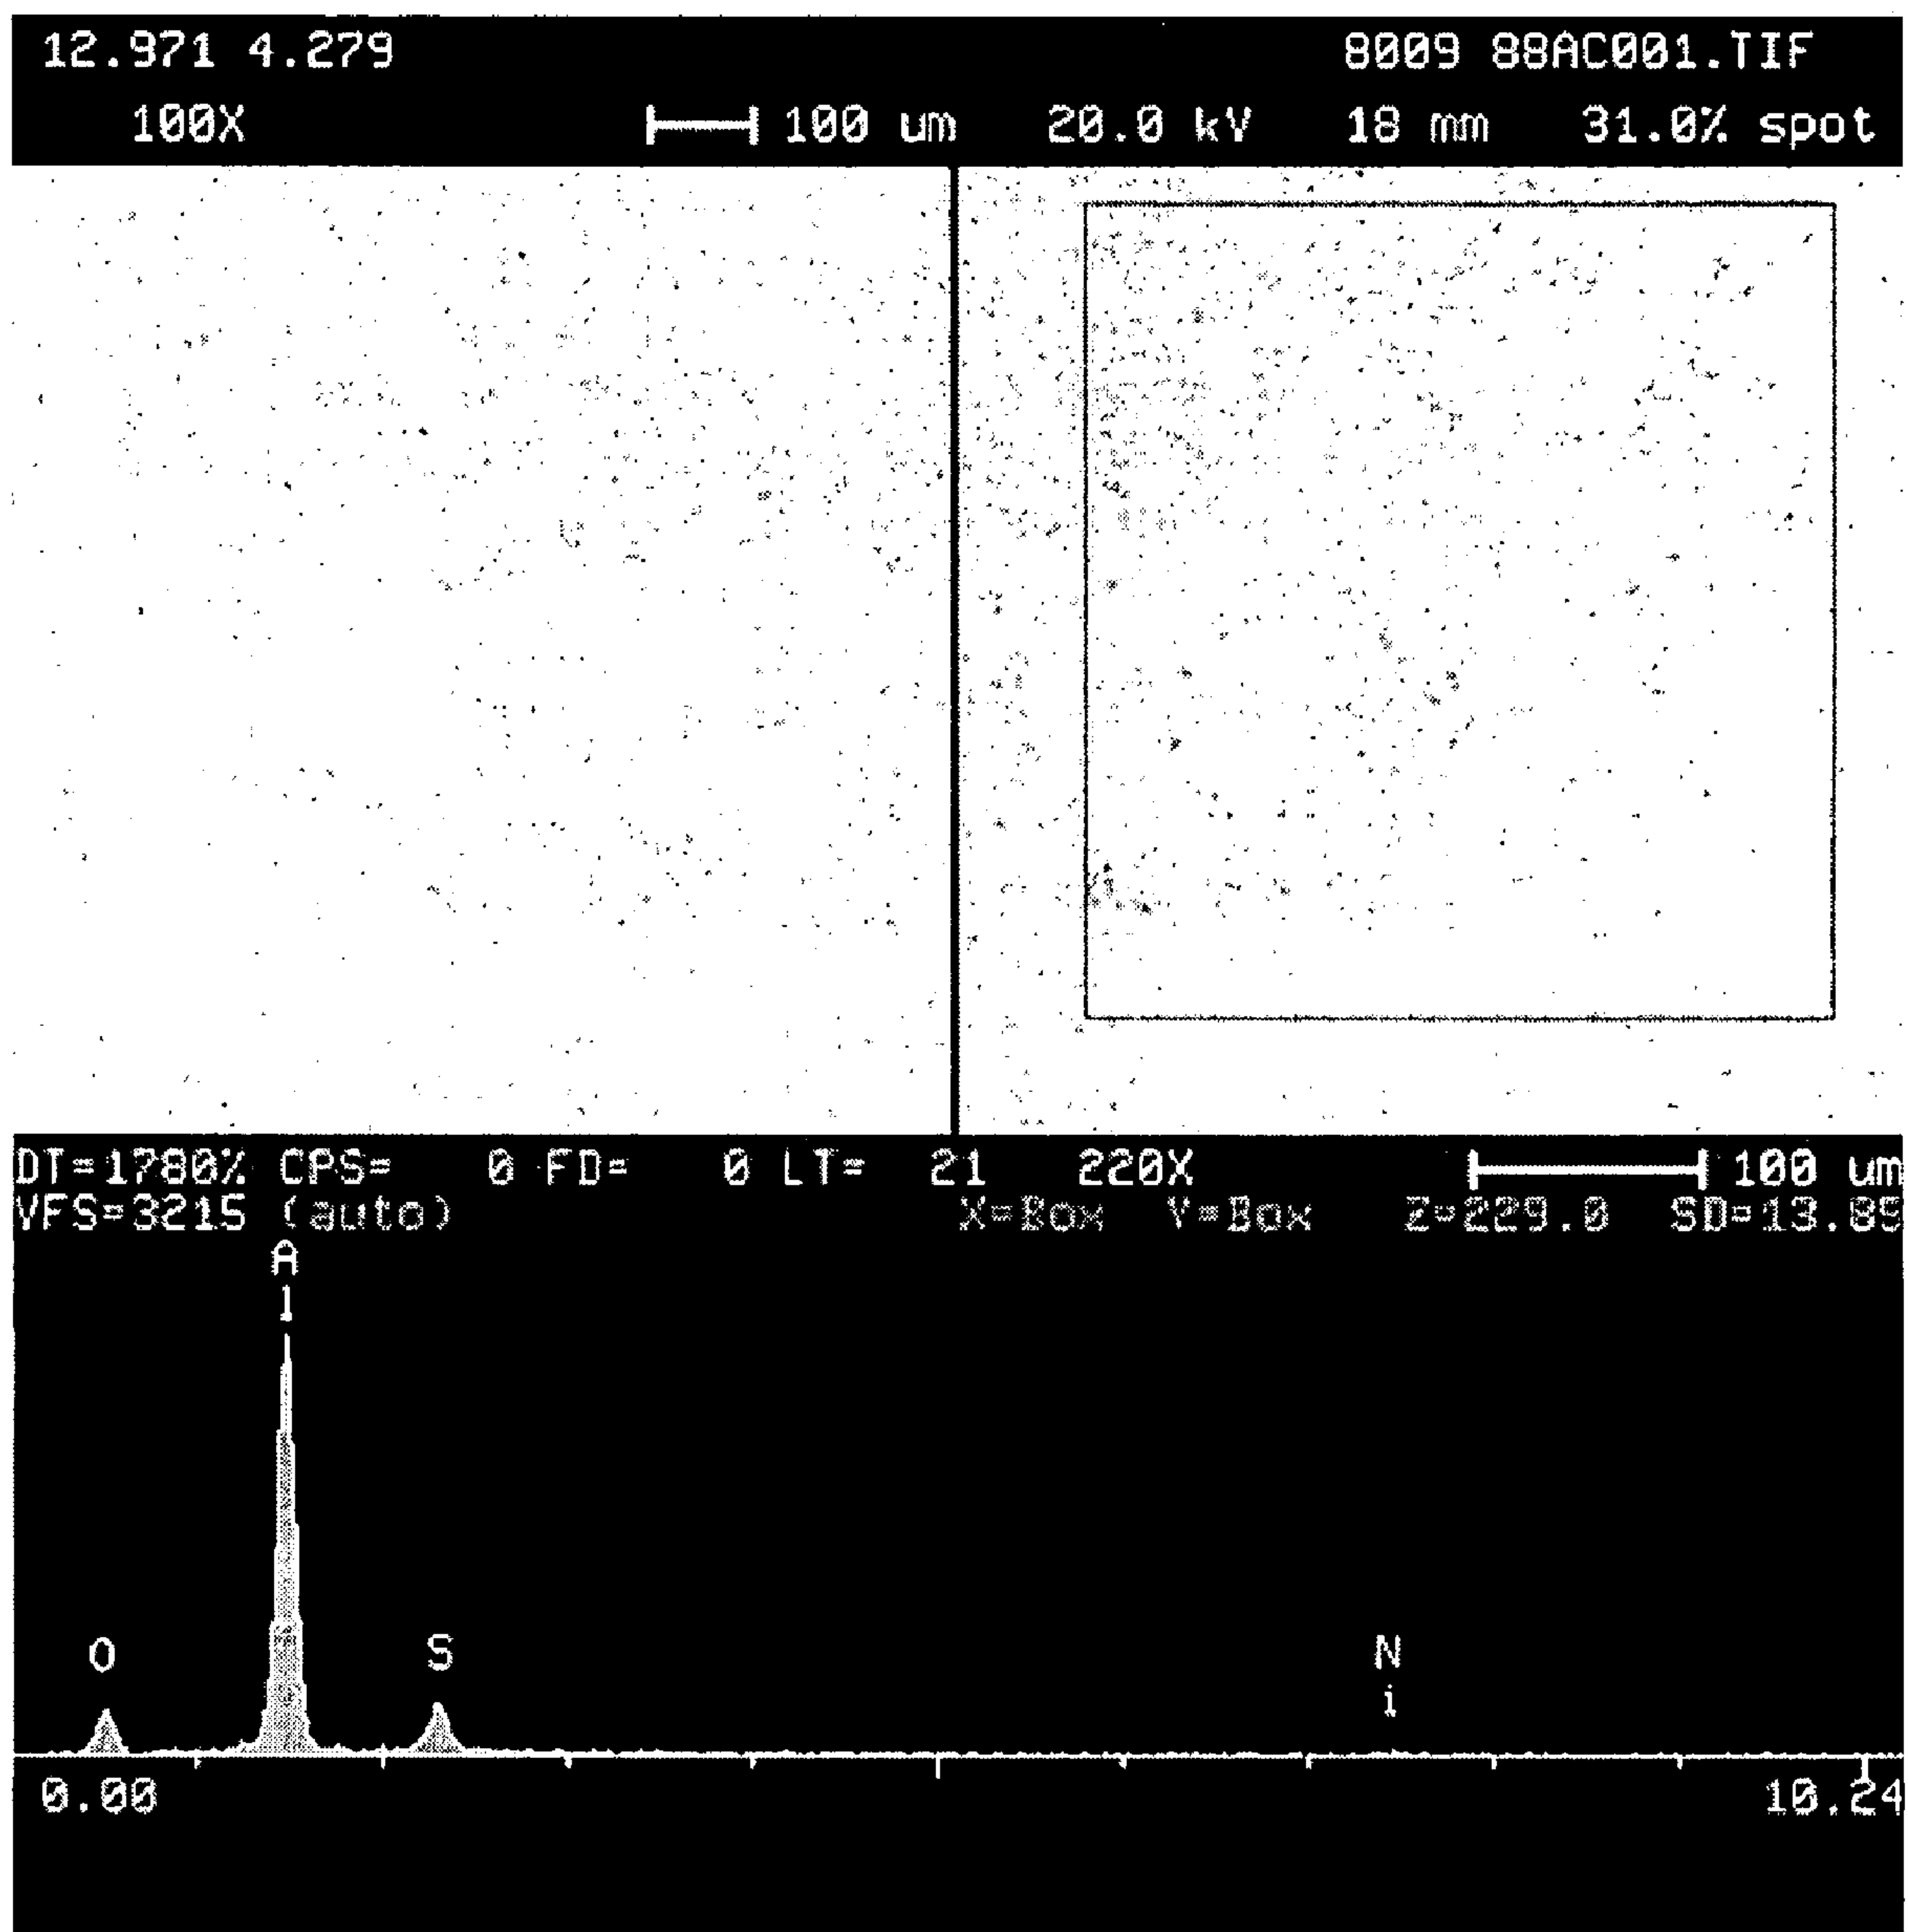 12.971 4.279 8009 88AC001.TIF
100X 100 um 20.0 kV 18 mm 31.0% spot
DT=1780% CPS= 0 FD= 0 LT= 21 220X 100 um
VFS=3215 (auto) X=Box Y=Box Z=229.0 SD=13.85
Al
O S Ni
0.00 10.24